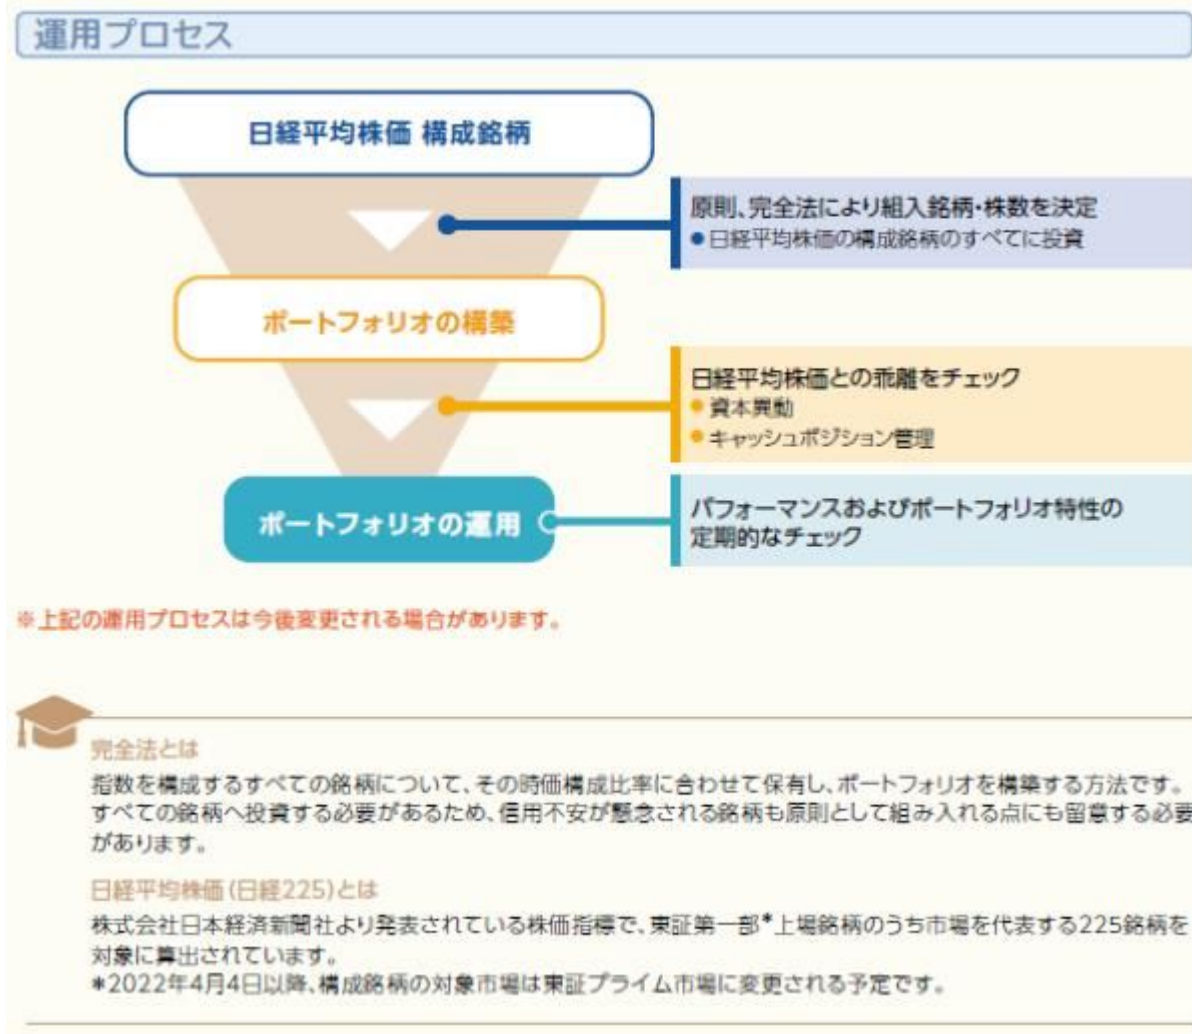 運用プロセス
日経平均株価 構成銘柄
原則、完全法により組入銘柄・株数を決定
●日経平均株価の構成銘柄のすべてに投資
ポートフォリオの構築
日経平均株価との乖離をチェック
●資本異動
●キャッシュポジション管理
ポートフォリオの運用
パフォーマンスおよびポートフォリオ特性の
定期的なチェック
※上記の運用プロセスは今後変更される場合があります。
完全法とは
指数を構成するすべての銘柄について、その時価構成比率に合わせて保有し、ポートフォリオを構築する方法です。
すべての銘柄へ投資する必要があるため、信用不安が懸念される銘柄も原則として組み入れる点にも留意する必要
があります。
日経平均株価(日経225)とは
株式会社日本経済新聞社より発表されている株価指標で、東証第一部*上場銘柄のうち市場を代表する225銘柄を
対象に算出されています。
*2022年4月4日以降、構成銘柄の対象市場は東証プライム市場に変更される予定です。